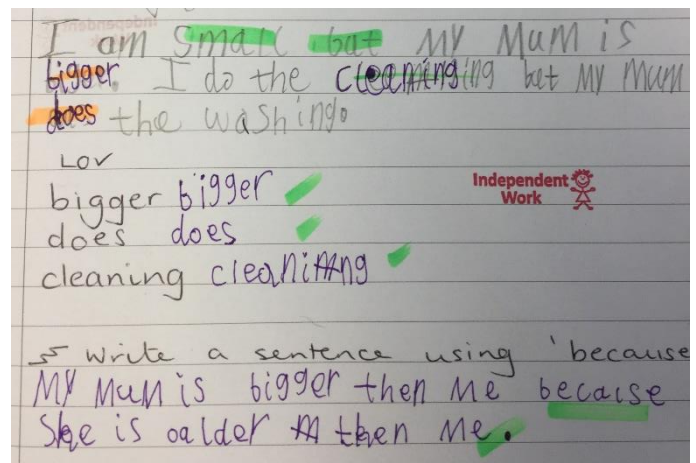 I am small but My Mum is
bigger. I do the cleaning but My Mum
does the washing.
LOV
bigger bigger
does does
cleaning cleaning
Independent
Work
Write a sentence using 'because
My Mum is bigger then Me because
She is oalder then Me.